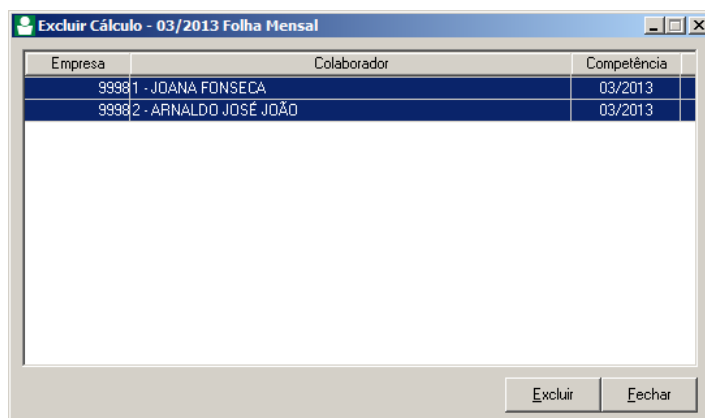 Excluir Cálculo - 03/2013 Folha Mensal
Empresa Colaborador Competência
9998 1 - JOANA FONSECA 03/2013
9998 2 - ARNALDO JOSÉ JOÃO 03/2013
Excluir Fechar